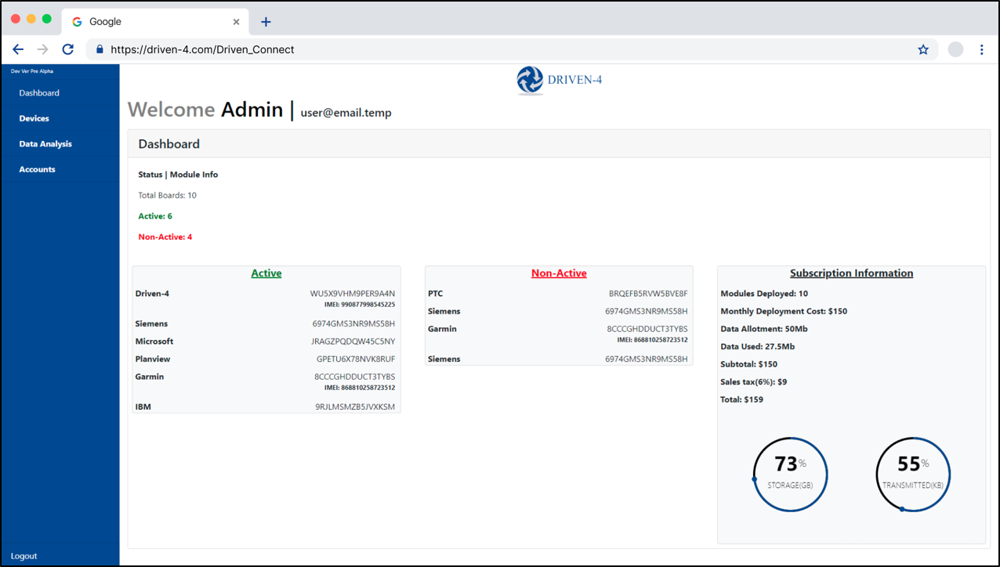 Google
https://driven-4.com/Driven_Connect
Dev Ver Pre Alpha
Dashboard
Devices
Data Analysis
Accounts
Logout
DRIVEN-4
Welcome Admin | user@email.temp
Dashboard
Status | Module Info
Total Boards: 10
Active: 6
Non-Active: 4
Active
Driven-4 WU5X9VHM9PER9A4N
IMEI: 990877998545225
Siemens 6974GMS3NR9MS58H
Microsoft JRAGZPQDQW45C5NY
Planview GPETU6X78NVK8RUF
Garmin 8CCCGHDDUCT3TYBS
IMEI: 868810258723512
IBM 9RJLMSMZB5JVXKSM
Non-Active
PTC BRQEFB5RVW5BVE8F
Siemens 6974GMS3NR9MS58H
Garmin 8CCCGHDDUCT3TYBS
IMEI: 868810258723512
Siemens 6974GMS3NR9MS58H
Subscription Information
Modules Deployed: 10
Monthly Deployment Cost: $150
Data Allotment: 50Mb
Data Used: 27.5Mb
Subtotal: $150
Sales tax(6%): $9
Total: $159
73%
STORAGE(GB)
55%
TRANSMITTED(KB)